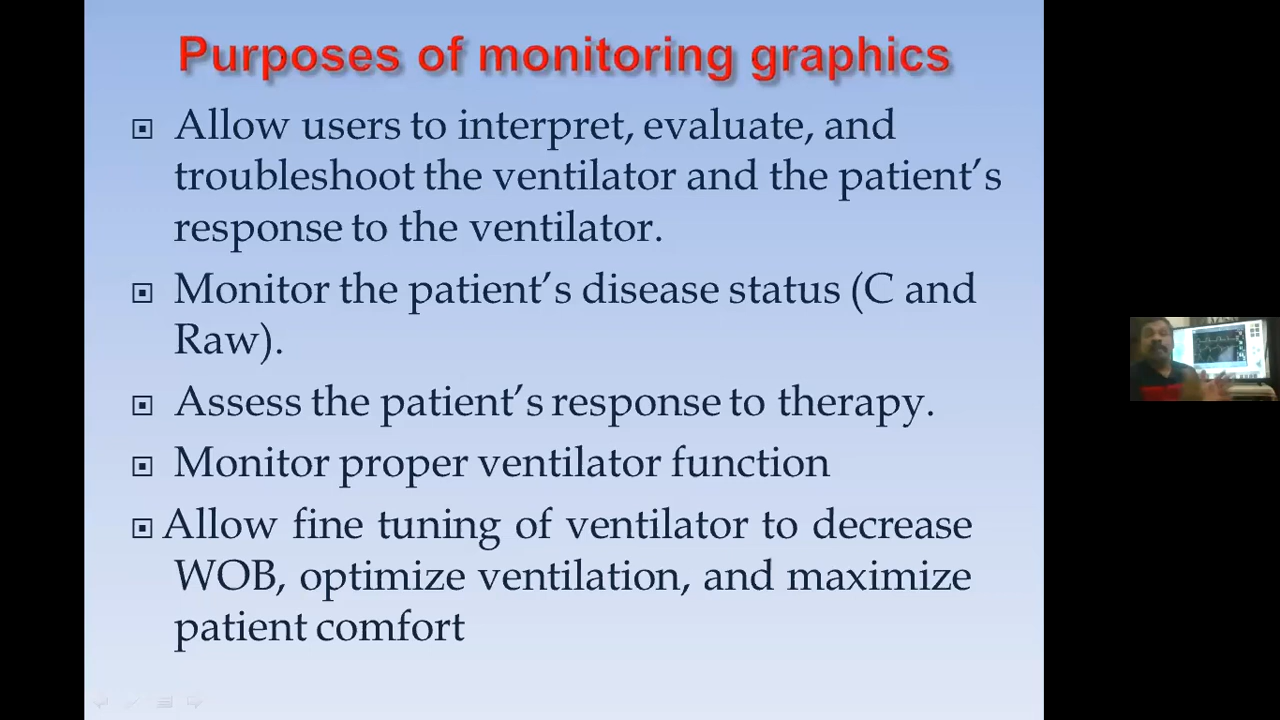 Purposes of monitoring graphics
Allow users to interpret, evaluate, and
troubleshoot the ventilator and the patient’s
response to the ventilator.
Monitor the patient’s disease status (C and
Raw).
Assess the patient’s response to therapy.
Monitor proper ventilator function
Allow fine tuning of ventilator to decrease
WOB, optimize ventilation, and maximize
patient comfort